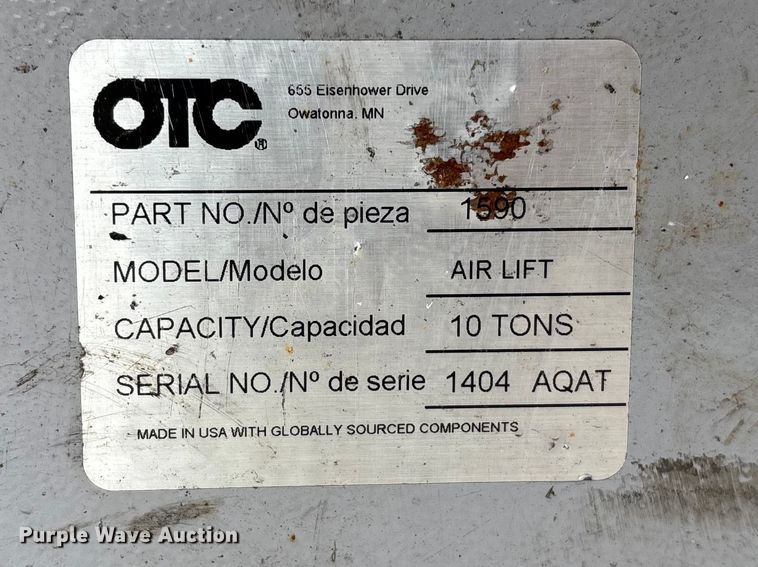 OTC ®
655 Eisenhower Drive
Owatonna, MN
PART NO./Nº de pieza 1590
MODEL/Modelo AIR LIFT
CAPACITY/Capacidad 10 TONS
SERIAL NO./Nº de serie 1404 AQAT
MADE IN USA WITH GLOBALLY SOURCED COMPONENTS
Purple Wave Auction